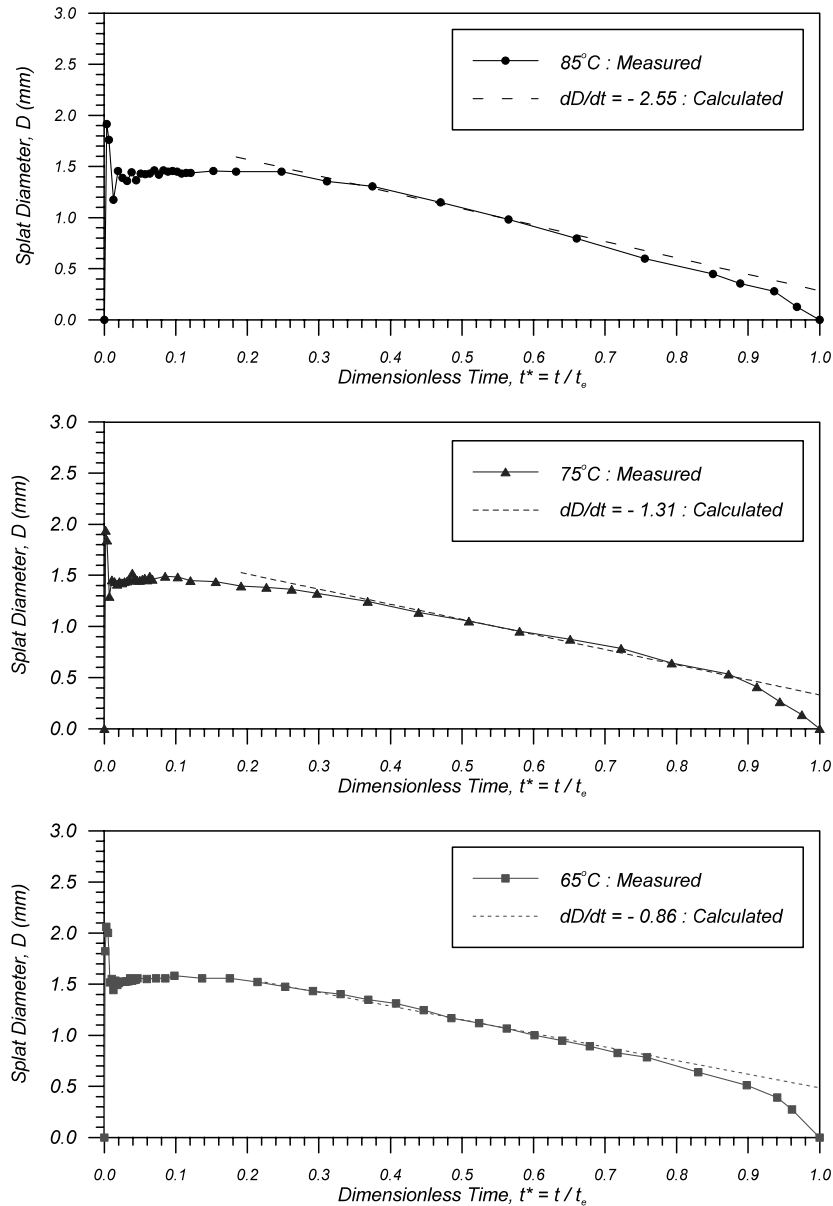 3.0
2.5
2.0
1.5
1.0
0.5
0.0
Splat Diameter, D (mm)
85°C : Measured
dD/dt = - 2.55 : Calculated
0.0 0.1 0.2 0.3 0.4 0.5 0.6 0.7 0.8 0.9 1.0
Dimensionless Time, t* = t / te
3.0
2.5
2.0
1.5
1.0
0.5
0.0
Splat Diameter, D (mm)
75°C : Measured
dD/dt = - 1.31 : Calculated
0.0 0.1 0.2 0.3 0.4 0.5 0.6 0.7 0.8 0.9 1.0
Dimensionless Time, t* = t / te
3.0
2.5
2.0
1.5
1.0
0.5
0.0
Splat Diameter, D (mm)
65°C : Measured
dD/dt = - 0.86 : Calculated
0.0 0.1 0.2 0.3 0.4 0.5 0.6 0.7 0.8 0.9 1.0
Dimensionless Time, t* = t / te